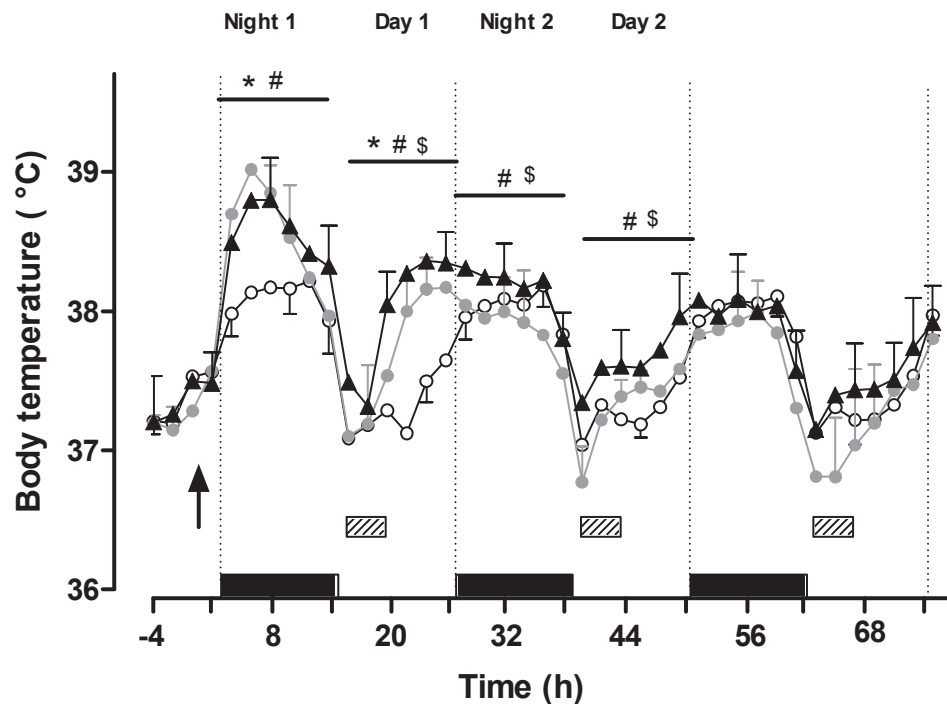 Night 1 Day 1 Night 2 Day 2
* #
* # $
# $
# $
39
38
37
36
Body temperature ( °C)
-4 8 20 32 44 56 68
Time (h)